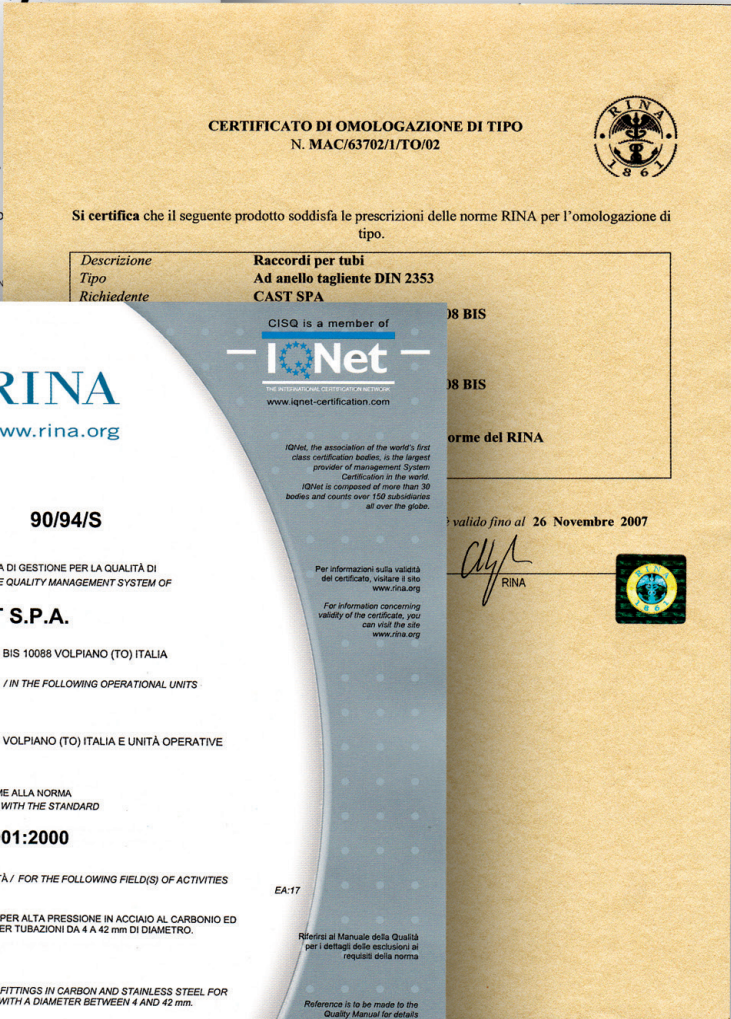 CERTIFICATO DI OMOLOGAZIONE DI TIPO
N. MAC/63702/1/TO/02
RINA
1861
Si certifica che il seguente prodotto soddisfa le prescrizioni delle norme RINA per l'omologazione di
tipo.
Descrizione Raccordi per tubi
Tipo Ad anello tagliente DIN 2353
Richiedente CAST SPA
08 BIS
08 BIS
orme del RINA
valido fino al 26 Novembre 2007
RINA
RINA
1861
CISQ is a member of
IQNet
THE INTERNATIONAL CERTIFICATION NETWORK
www.iqnet-certification.com
IQNet, the association of the world's first
class certification bodies, is the largest
provider of management System
Certification in the world.
IQNet is composed of more than 30
bodies and counts over 150 subsidiaries
all over the globe.
Per informazioni sulla validità
del certificato, visitare il sito
www.rina.org
For information concerning
validity of the certificate, you
can visit the site
www.rina.org
EA:17
Riferirsi al Manuale della Qualità
per i dettagli delle esclusioni ai
requisiti della norma
Reference is to be made to the
Quality Manual for details
RINA
ww.rina.org
90/94/S
A DI GESTIONE PER LA QUALITÀ DI
E QUALITY MANAGEMENT SYSTEM OF
T S.P.A.
BIS 10088 VOLPIANO (TO) ITALIA
/ IN THE FOLLOWING OPERATIONAL UNITS
VOLPIANO (TO) ITALIA E UNITÀ OPERATIVE
ME ALLA NORMA
WITH THE STANDARD
01:2000
TÀ / FOR THE FOLLOWING FIELD(S) OF ACTIVITIES
PER ALTA PRESSIONE IN ACCIAIO AL CARBONIO ED
ER TUBAZIONI DA 4 A 42 mm DI DIAMETRO.
FITTINGS IN CARBON AND STAINLESS STEEL FOR
WITH A DIAMETER BETWEEN 4 AND 42 mm.